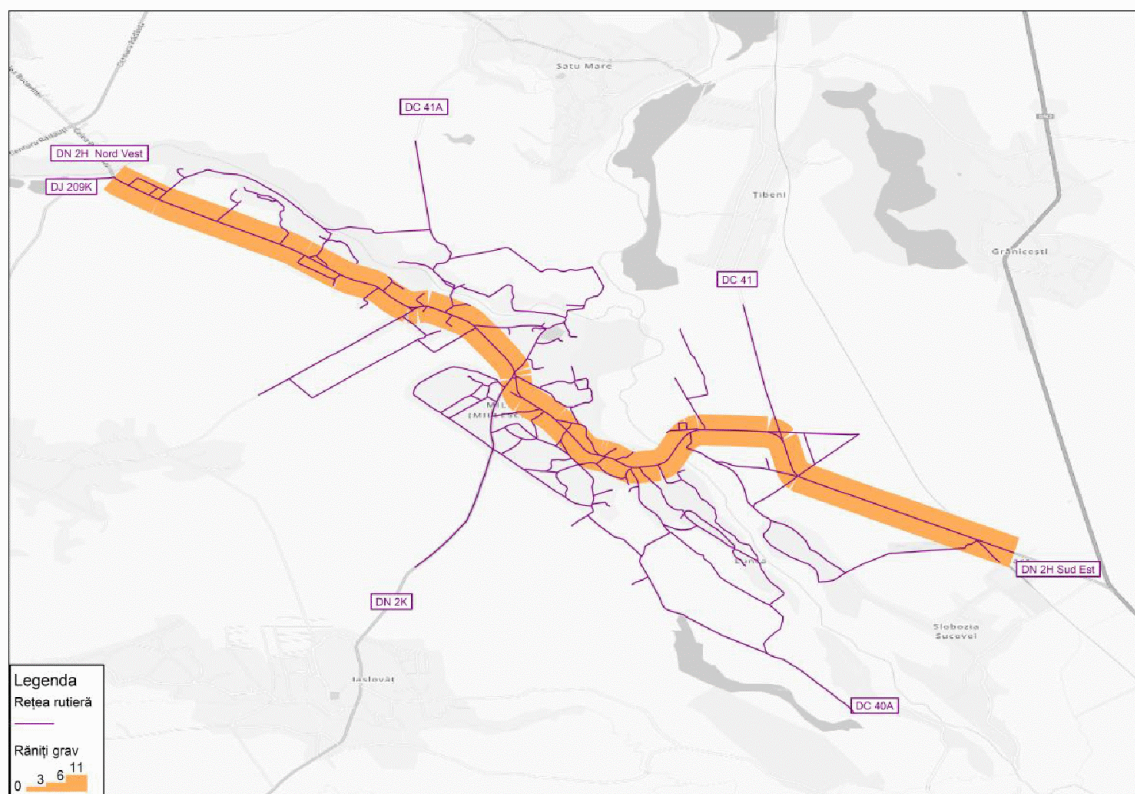 Satu Mare
DC 41A
DN 2H Nord Vest
DJ 209K
Țibeni
Grănicești
DC 41
DN 2H Sud Est
DN 2K
Slobozia
Sucevei
Iaslovăț
DC 40A
Legenda
Rețea rutieră
Răniți grav
0 3 6 11